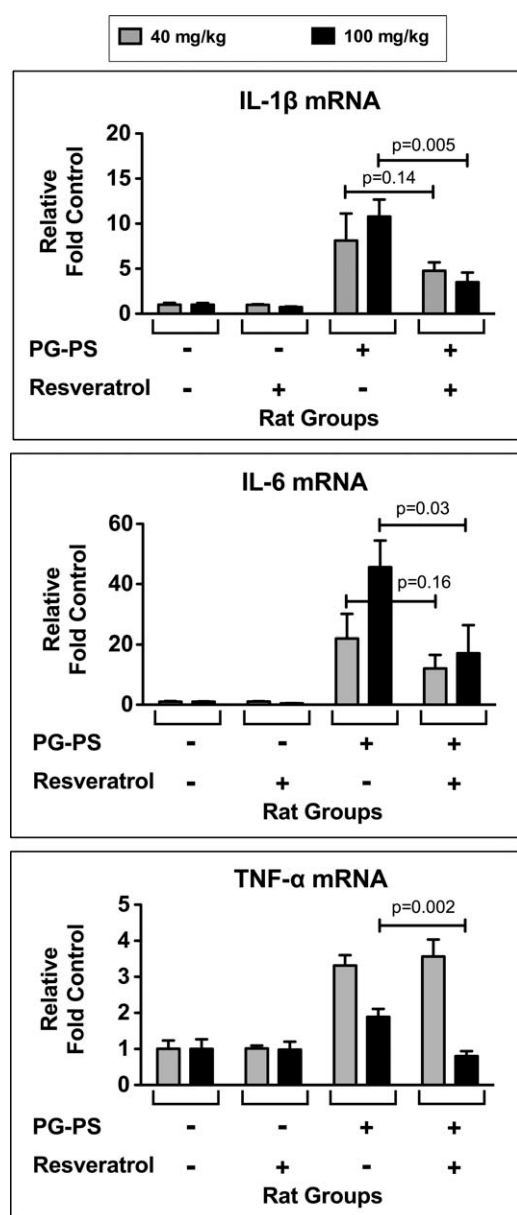 40 mg/kg 100 mg/kg
IL-1β mRNA
Relative
Fold Control
20
15
10
5
0
p=0.005
p=0.14
PG-PS - - + +
Resveratrol - + - +
Rat Groups
IL-6 mRNA
Relative
Fold Control
60
40
20
0
p=0.03
p=0.16
PG-PS - - + +
Resveratrol - + - +
Rat Groups
TNF-α mRNA
Relative
Fold Control
5
4
3
2
1
0
p=0.002
PG-PS - - + +
Resveratrol - + - +
Rat Groups